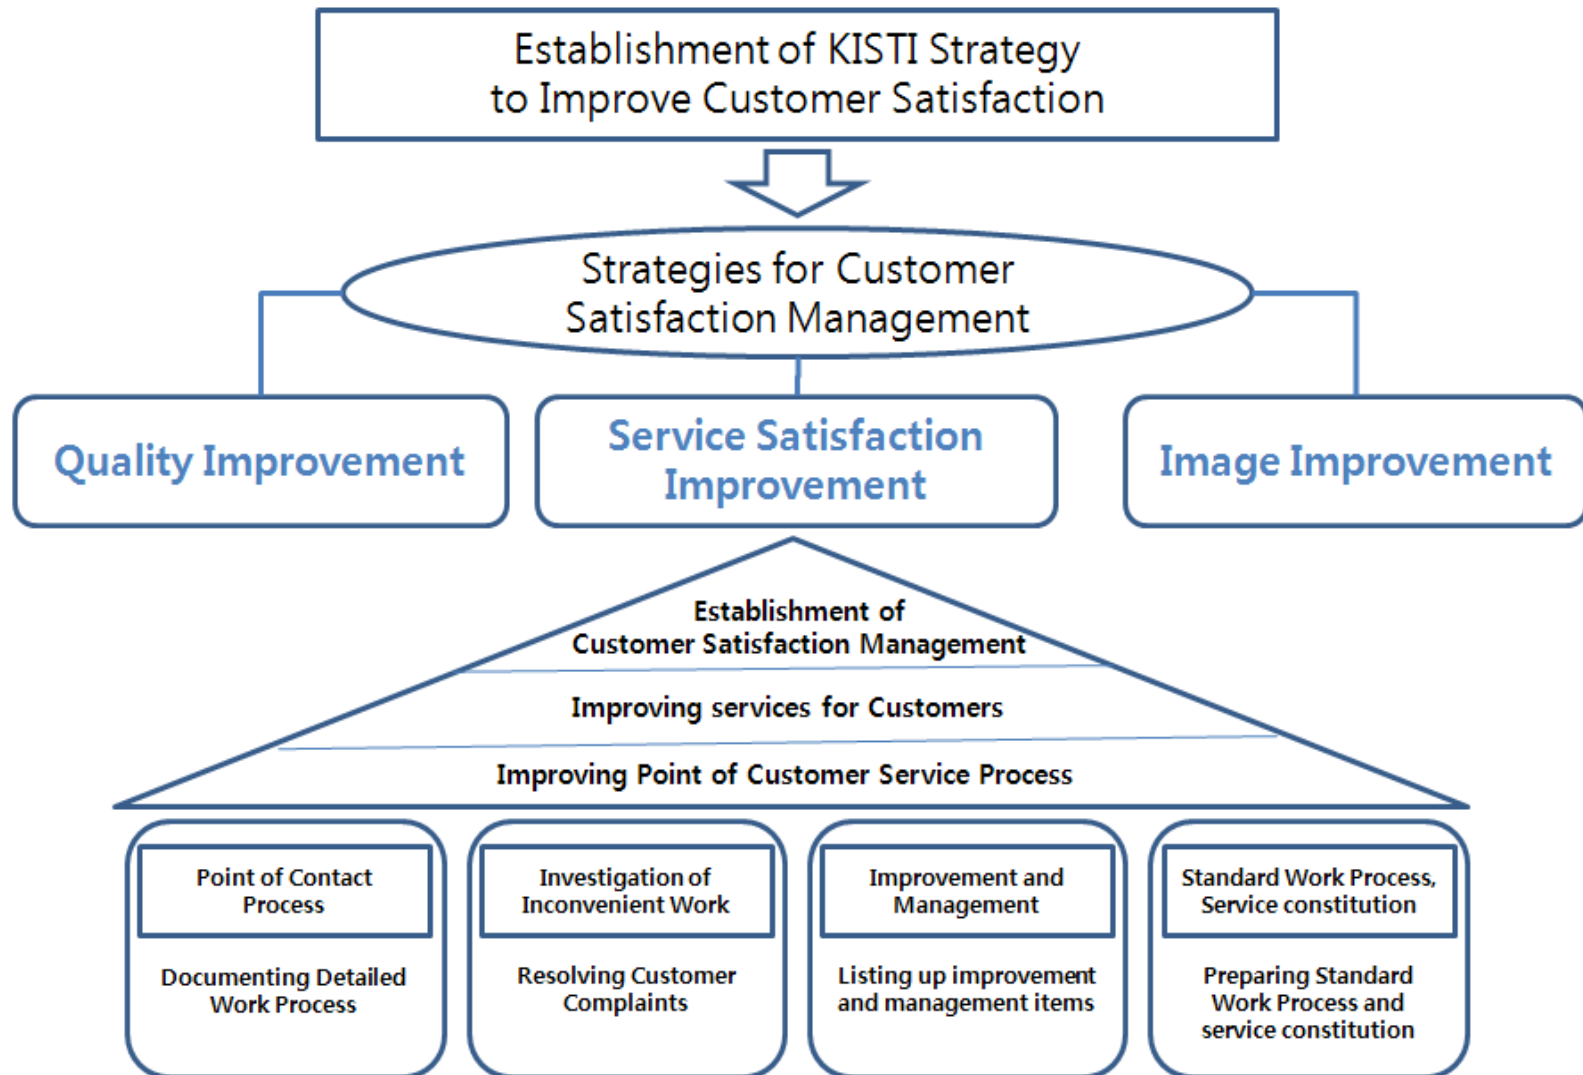 Establishment of KISTI Strategy
to Improve Customer Satisfaction
Strategies for Customer
Satisfaction Management
Quality Improvement
Service Satisfaction
Improvement
Image Improvement
Establishment of
Customer Satisfaction Management
Improving services for Customers
Improving Point of Customer Service Process
Point of Contact
Process
Documenting Detailed
Work Process
Investigation of
Inconvenient Work
Resolving Customer
Complaints
Improvement and
Management
Listing up improvement
and management items
Standard Work Process,
Service constitution
Preparing Standard
Work Process and
service constitution